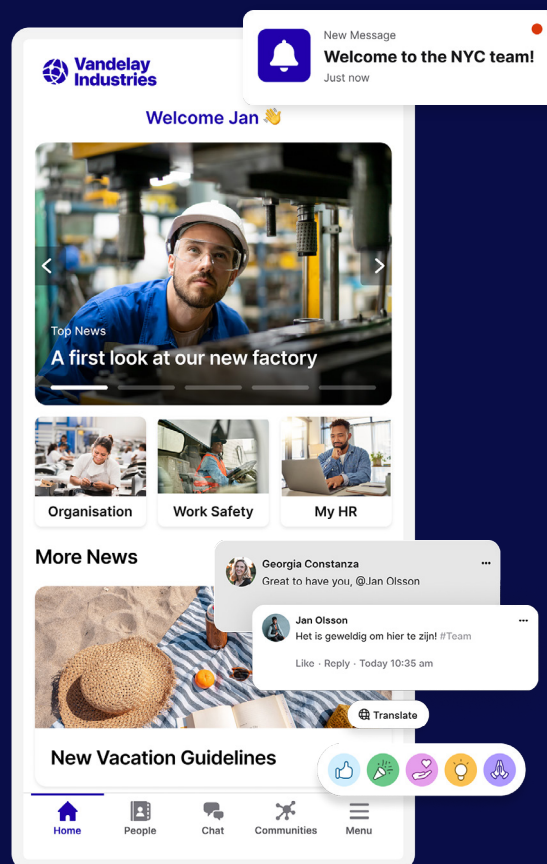 New Message
Welcome to the NYC team!
Just now
Vandelay
Industries
Welcome Jan 👋
Top News
A first look at our new factory
Organisation
Work Safety
My HR
More News
Georgia Constanza
Great to have you, @Jan Olsson
Jan Olsson
Het is geweldig om hier te zijn! #Team
Like · Reply · Today 10:35 am
Translate
New Vacation Guidelines
Home
People
Chat
Communities
Menu